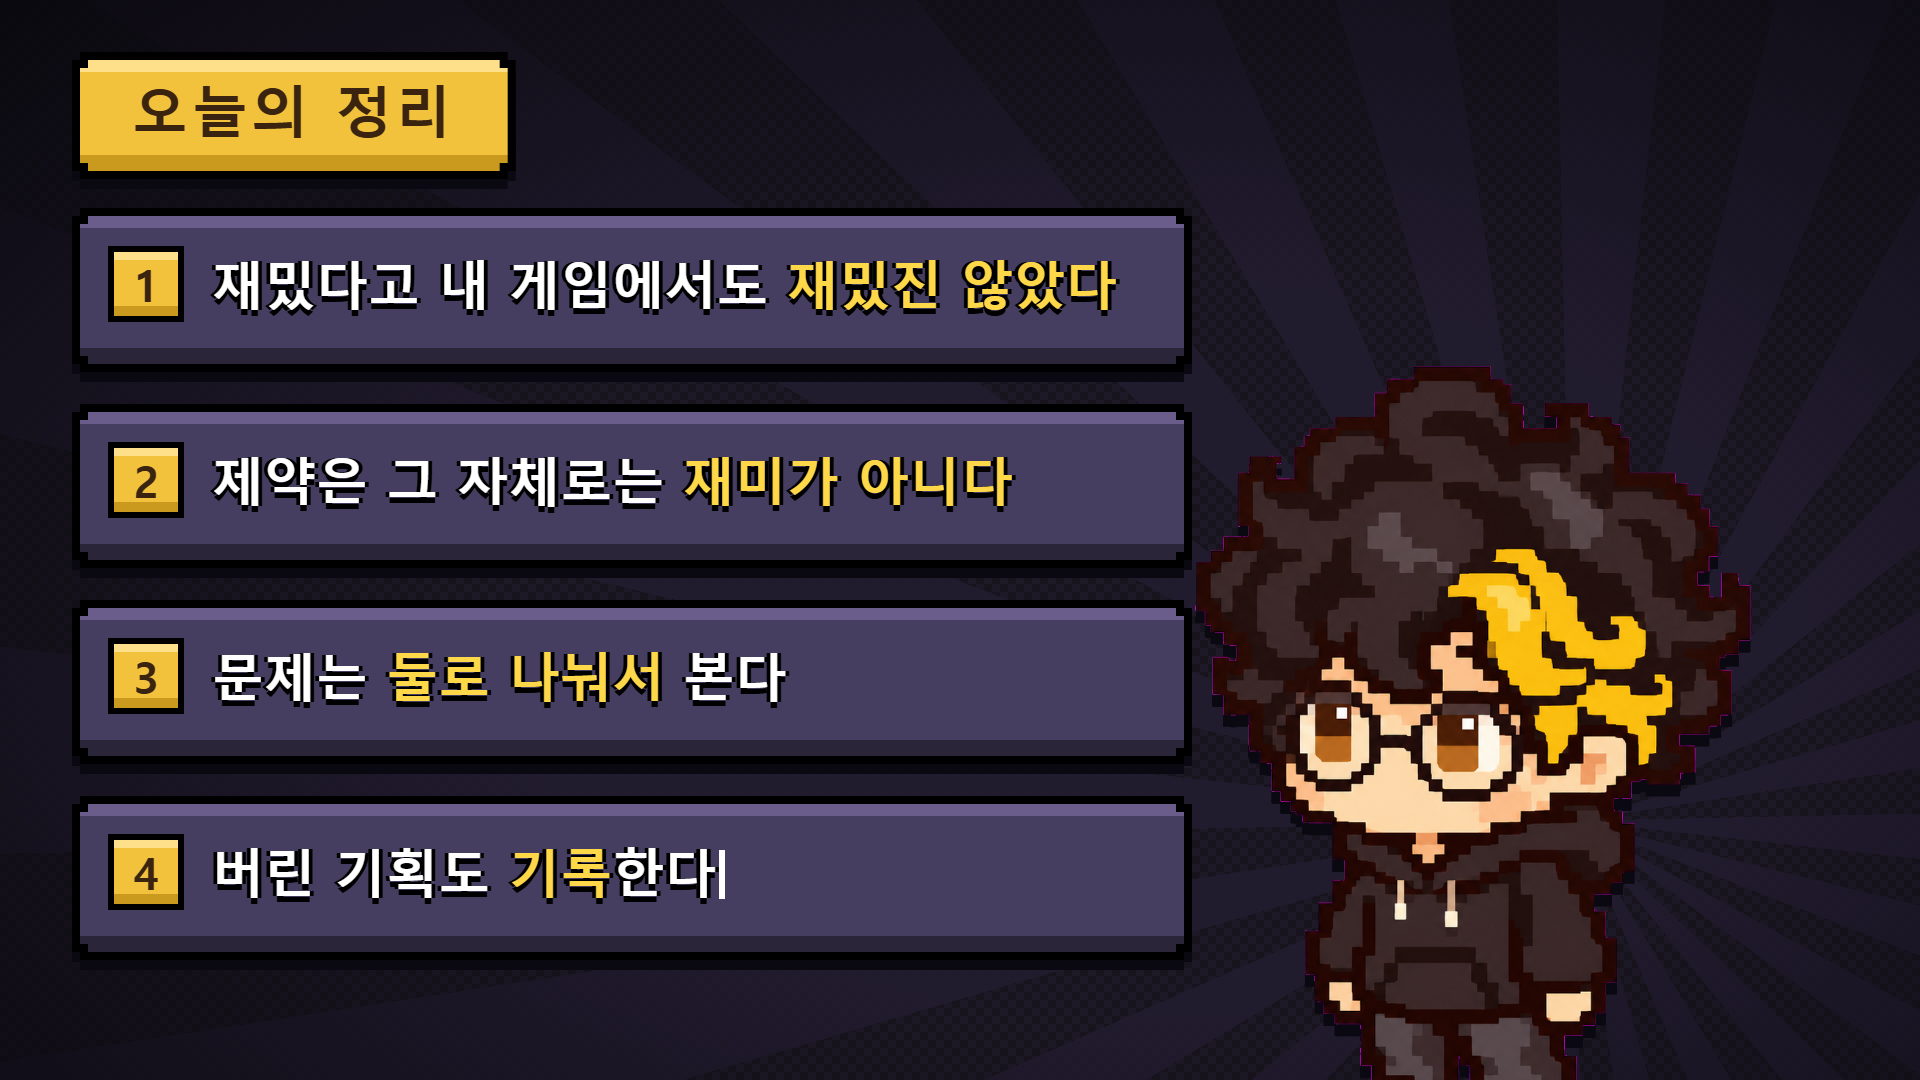 오늘의 정리
1 재밌다고 내 게임에서도 재밌진 않았다
2 제약은 그 자체로는 재미가 아니다
3 문제는 둘로 나눠서 본다
4 버린 기획도 기록한다